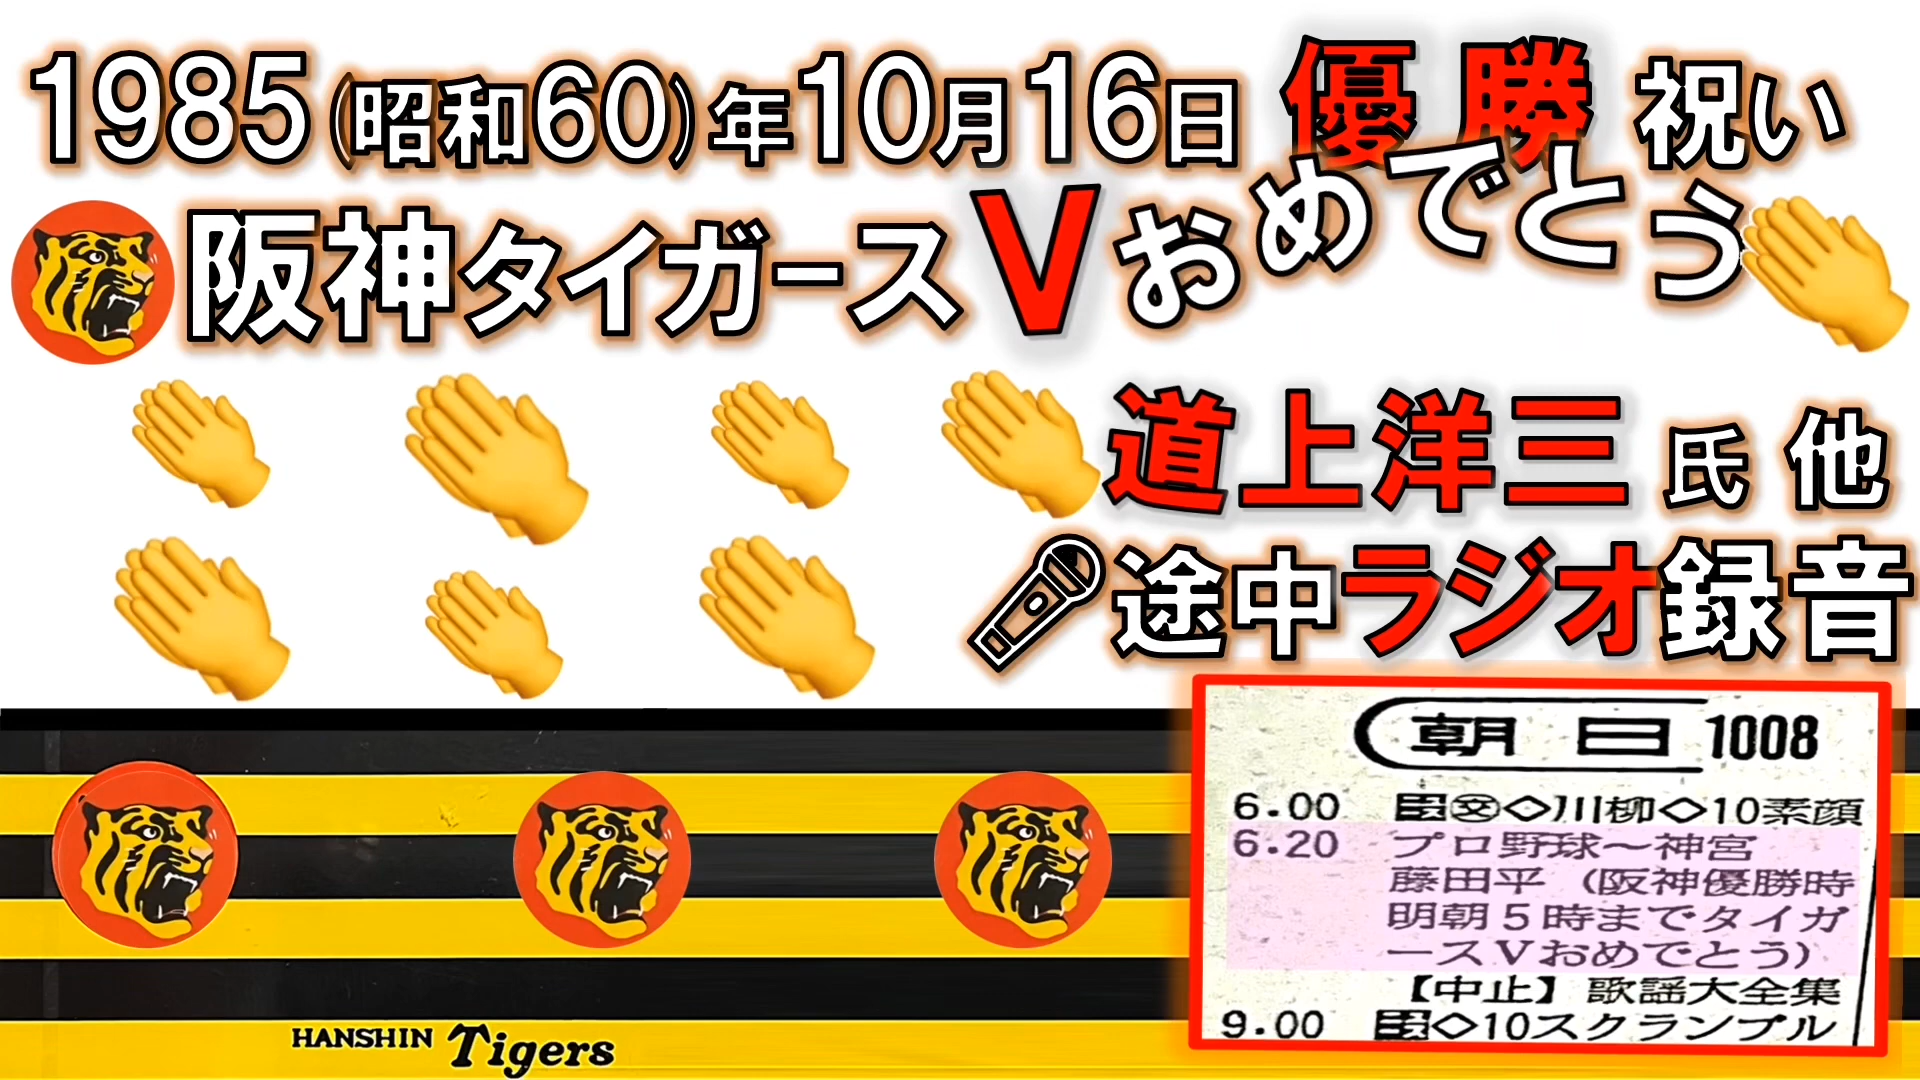 1985(昭和60)年10月16日 優勝 祝い
阪神タイガースVおめでとう
道上洋三 氏 他
途中ラジオ録音
朝日 1008
6.00 ◇川柳◇10素顔
6.20 プロ野球〜神宮
藤田平 (阪神優勝時
明朝5時までタイガ
ースVおめでとう)
【中止】歌謡大全集
9.00 ◇10スクランブル
HANSHIN Tigers